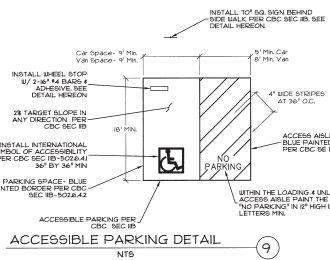 INSTALL 70" SQ. SIGN BEHIND
SIDE WALK PER CBC SEC 11B. SEE
DETAIL HEREON
Car Space- 9' Min.
Van Space- 9' Min.
5' Min. Car
8' Min. Van
INSTALL WHEEL STOP
W/ 2-16" #4 BARS &
ADHESIVE. SEE
DETAIL HEREON
4" WIDE STRIPES
AT 36" O.C.
2% TARGET SLOPE IN
ANY DIRECTION PER
CBC SEC 11B
18' MIN.
INSTALL INTERNATIONAL
MBOL OF ACCESSIBILITY
PER CBC SEC 11B-502.6.4.1
36" BY 36" MIN
ACCESS AISLE
BLUE PAINTED
PER CBC SE
NO
PARKING
PARKING SPACE- BLUE
NTED BORDER PER CBC
SEC 11B-502.6.4.2
WITHIN THE LOADING & UNL
ACCESS AISLE PAINT THE
"NO PARKING" IN 12" HIGH
LETTERS MIN.
ACCESSIBLE PARKING PER
CBC SEC 11B
ACCESSIBLE PARKING DETAIL
NTS
9